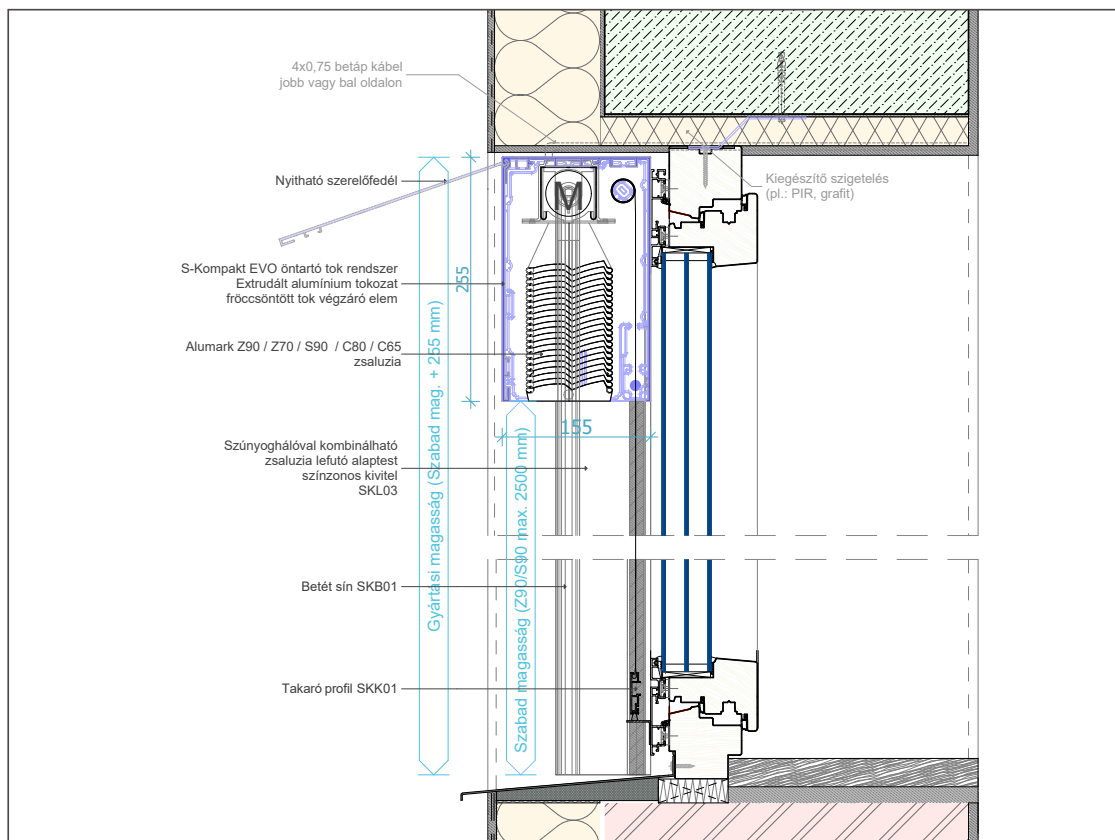 4x0,75 betáp kábel
jobb vagy bal oldalon
Nyitható szerelőfedél
Kiegészítő szigetelés
(pl.: PIR, grafit)
M
S-Kompakt EVO öntartó tok rendszer
Extrudált alumínium tokozat
fröccsöntött tok végzáró elem
255
Alumark Z90 / Z70 / S90 / C80 / C65
zsaluzia
155
Szúnyoghálóval kombinálható
zsaluzia lefutó alaptest
színzonos kivitel
SKL03
Betét sín SKB01
Takaró profil SKK01
Gyártási magasság (Szabad mag. + 255 mm)
Szabad magasság (Z90/S90 max. 2500 mm)